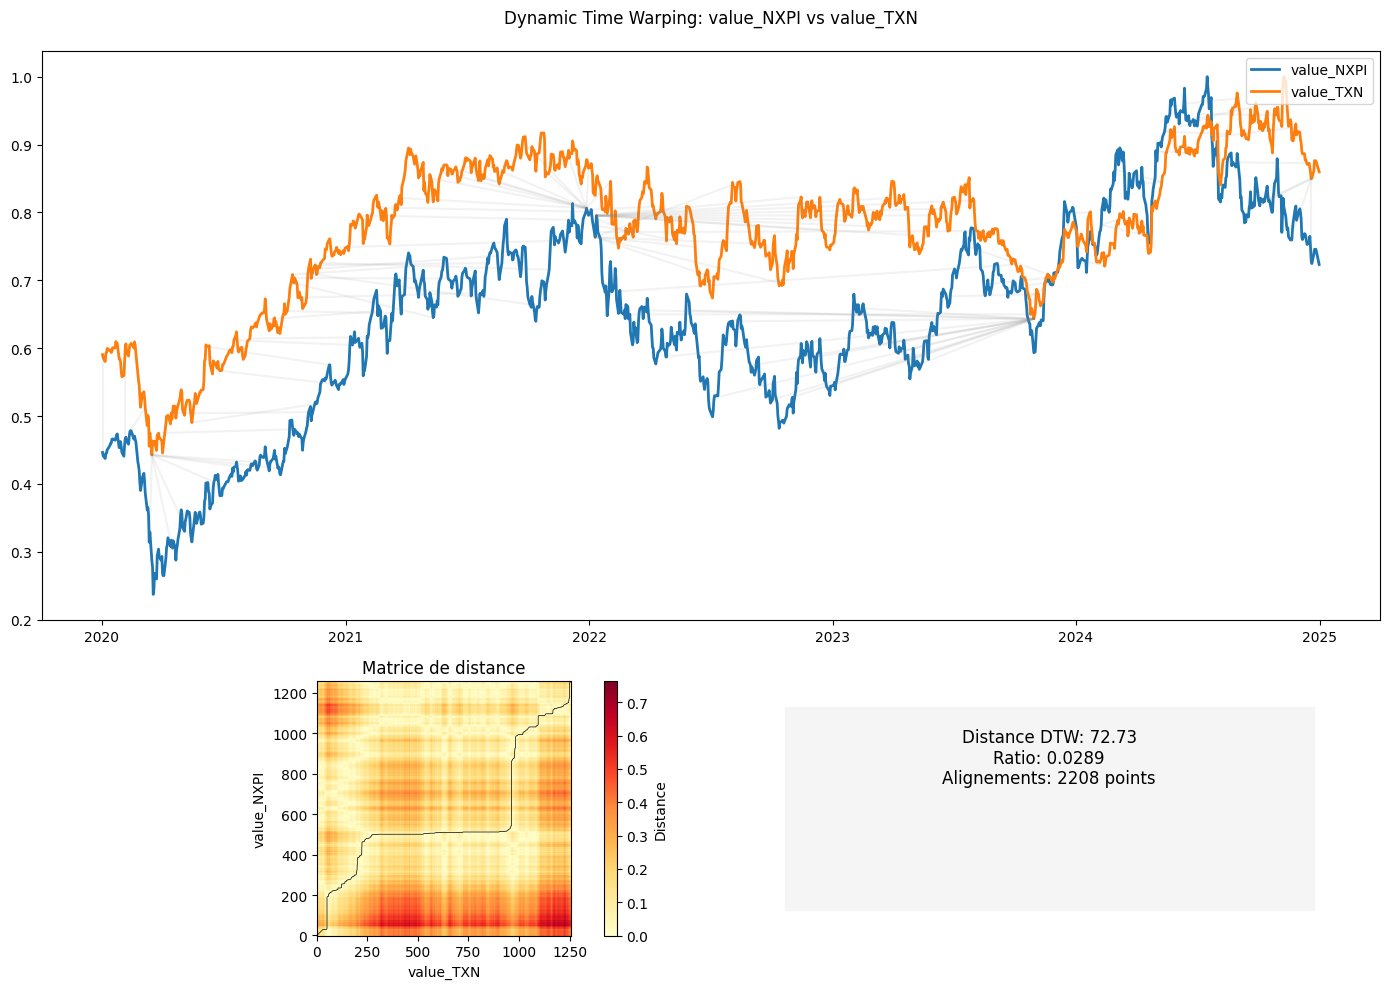 Dynamic Time Warping: value_NXPI vs value_TXN
value_NXPI
value_TXN
1.0
0.9
0.8
0.7
0.6
0.5
0.4
0.3
0.2
2020 2021 2022 2023 2024 2025
Matrice de distance
value_NXPI
1200
1000
800
600
400
200
0
0 250 500 750 1000 1250
value_TXN
0.7
0.6
0.5
0.4
0.3
0.2
0.1
0.0
Distance
Distance DTW: 72.73
Ratio: 0.0289
Alignements: 2208 points